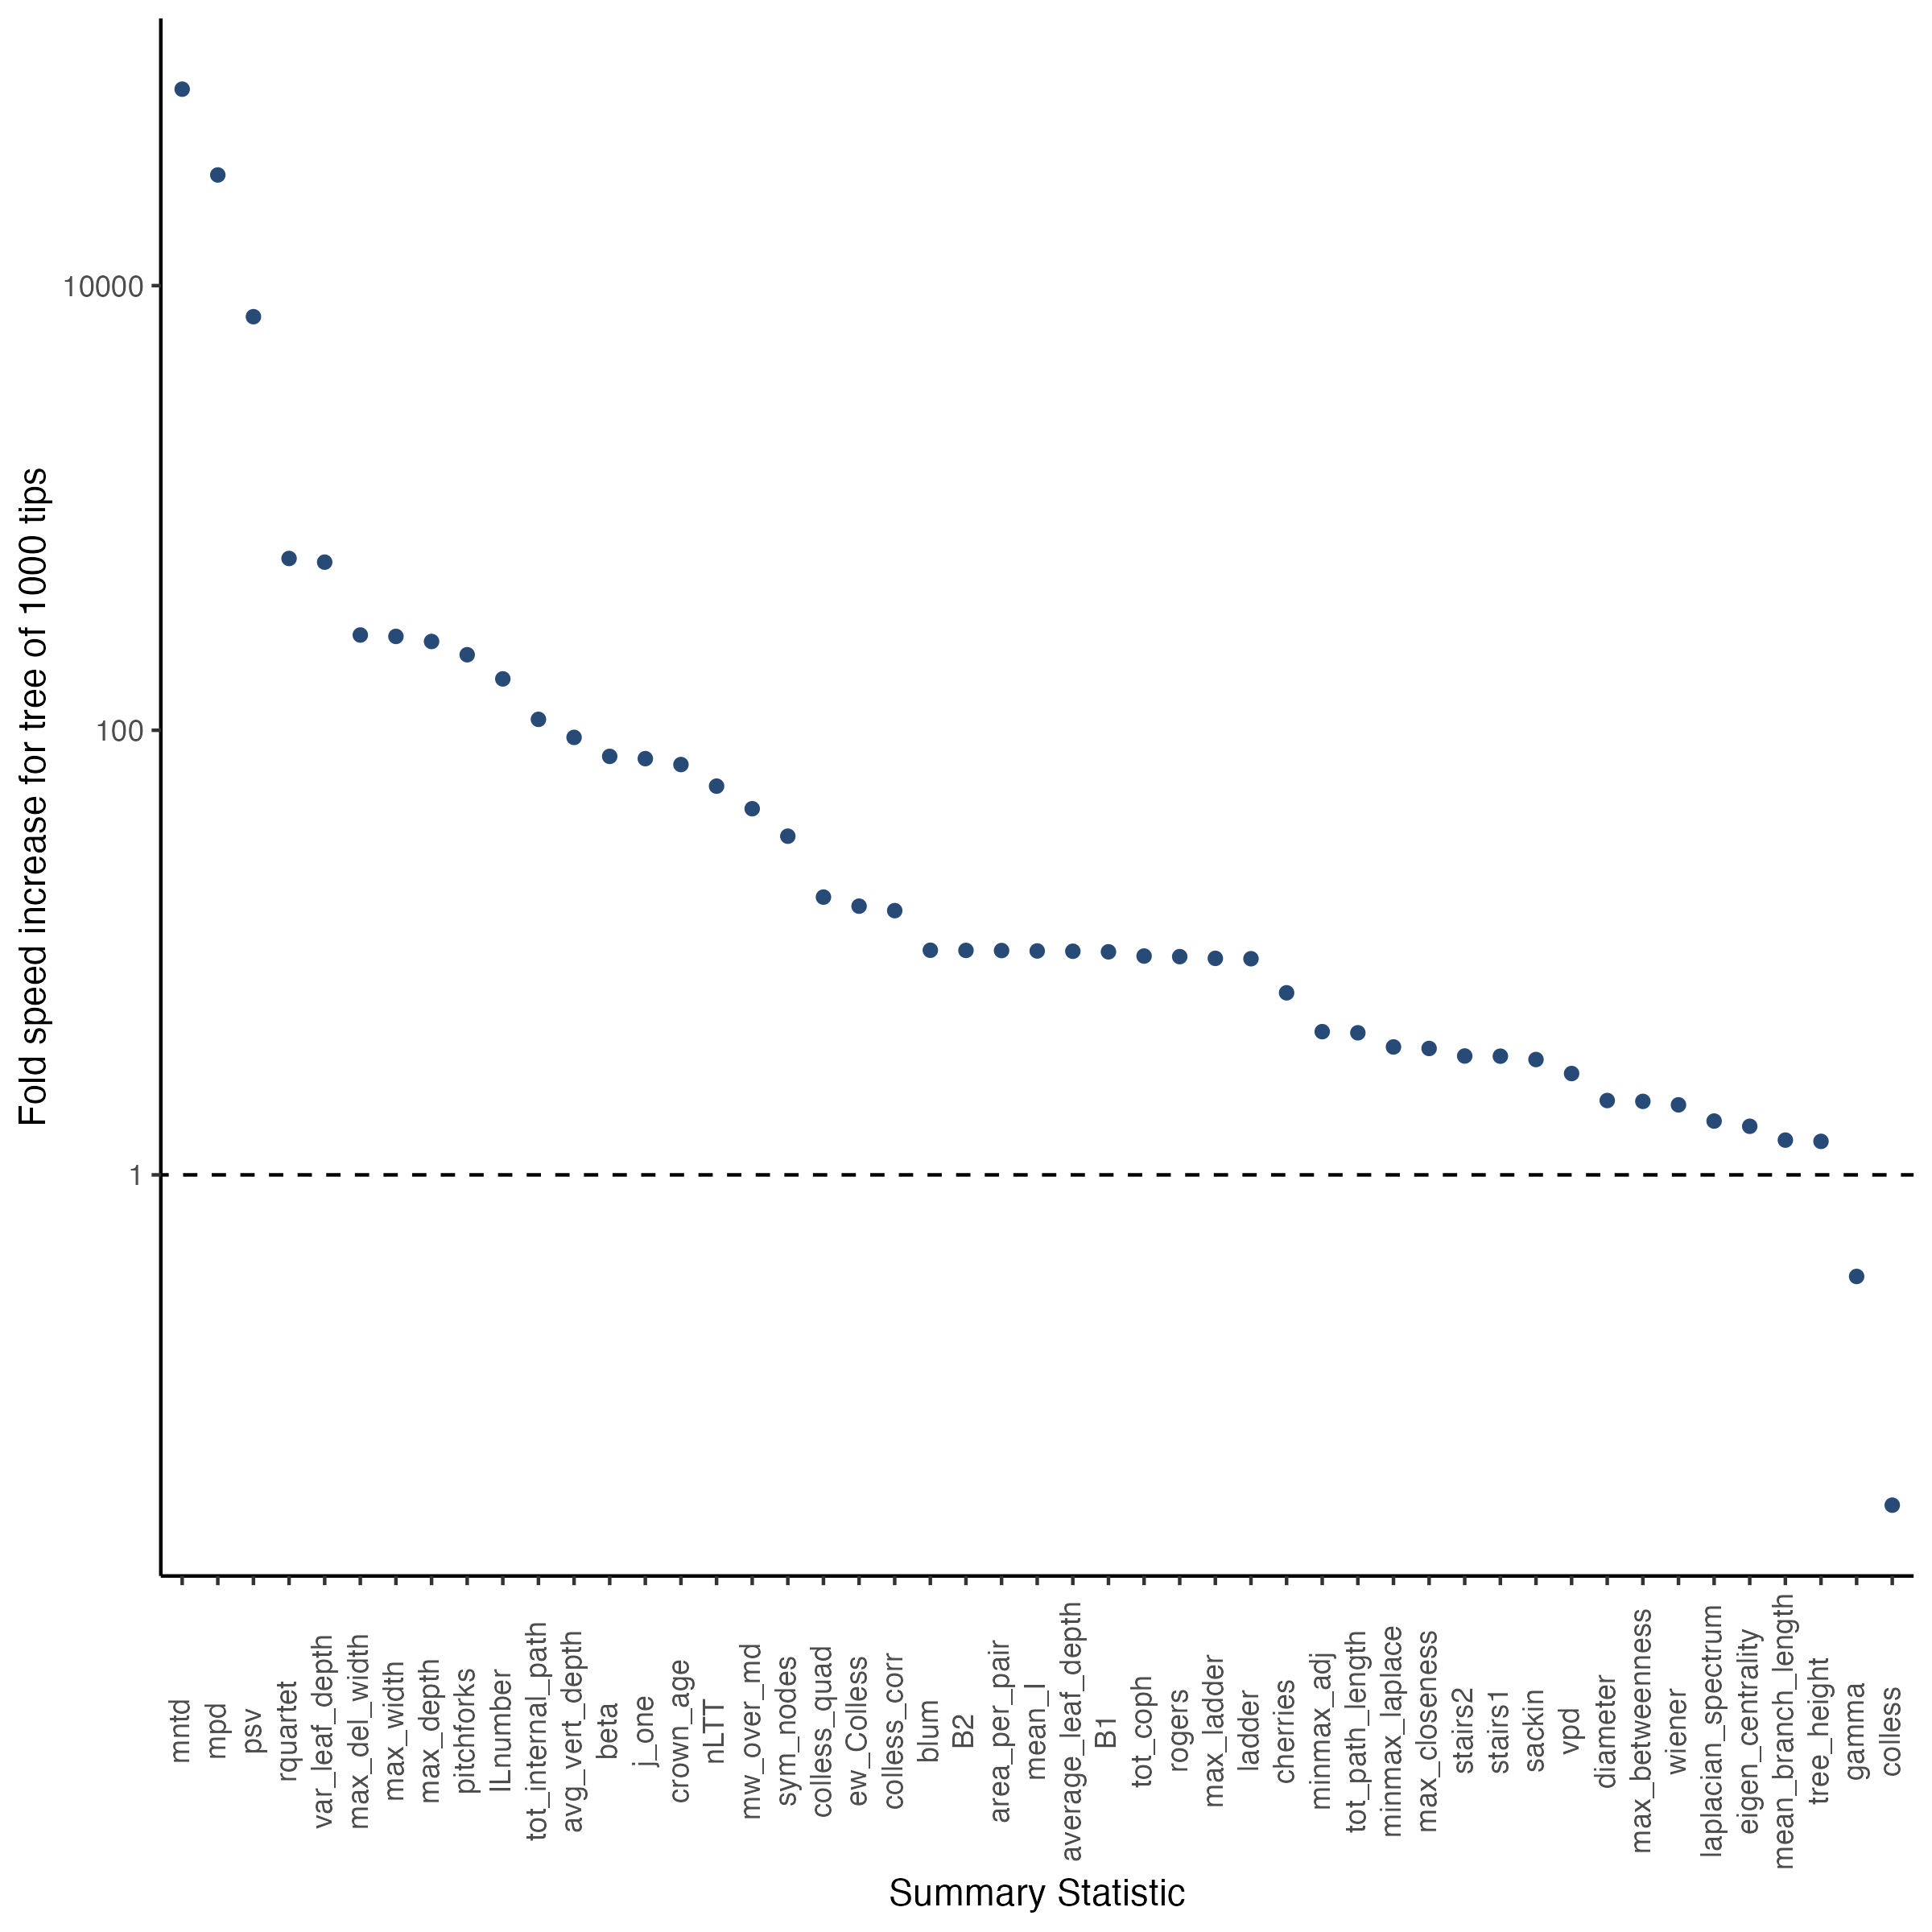 Fold speed increase for tree of 1000 tips
10000
100
1
mntd
mpd
psv
rquartet
var_leaf_depth
max_del_width
max_width
max_depth
pitchforks
ILnumber
tot_internal_path
avg_vert_depth
beta
j_one
crown_age
nLTT
mw_over_md
sym_nodes
colless_quad
ew_Colless
colless_corr
blum
B2
area_per_pair
mean_I
average_leaf_depth
B1
tot_coph
rogers
max_ladder
ladder
cherries
minmax_adj
tot_path_length
minmax_laplace
max_closeness
stairs2
stairs1
sackin
vpd
diameter
max_betweenness
wiener
laplacian_spectrum
eigen_centrality
mean_branch_length
tree_height
gamma
colless
Summary Statistic